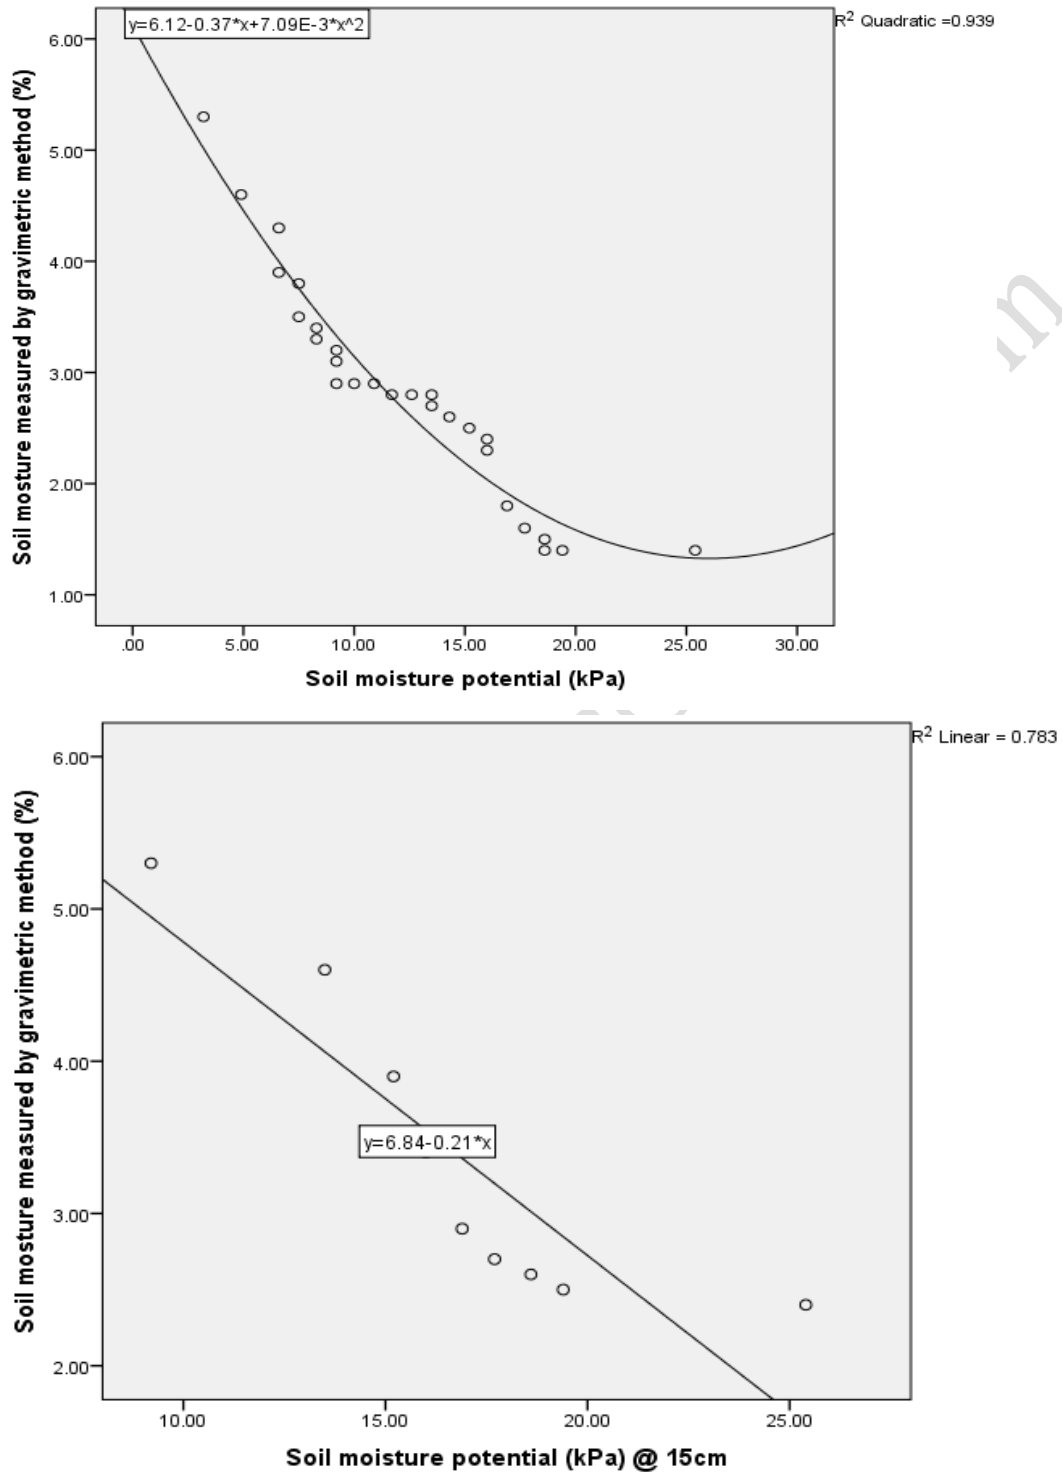 y=6.12-0.37*x+7.09E-3*x^2
R2 Quadratic =0.939
Soil mosture measured by gravimetric method (%)
6.00
5.00
4.00
3.00
2.00
1.00
.00 5.00 10.00 15.00 20.00 25.00 30.00
Soil moisture potential (kPa)
R2 Linear = 0.783
Soil mosture measured by gravimetric method (%)
6.00
5.00
4.00
3.00
2.00
y=6.84-0.21*x
10.00 15.00 20.00 25.00
Soil moisture potential (kPa) @ 15cm